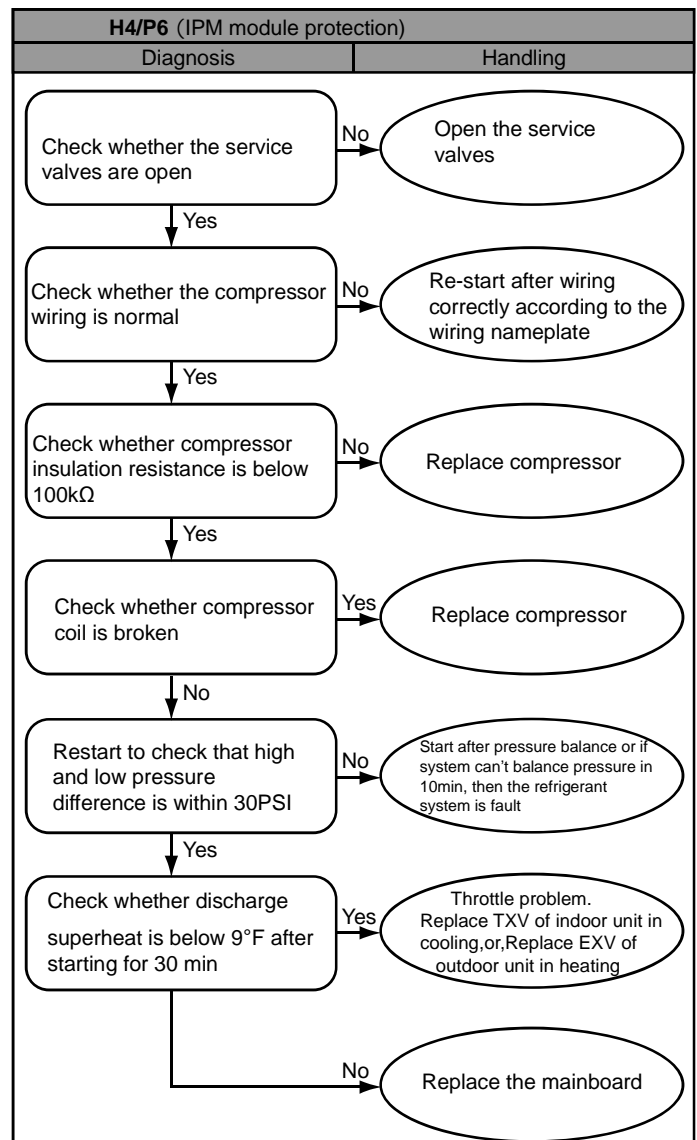 H4/P6 (IPM module protection)
Diagnosis
Handling
Check whether the service
valves are open
No
Open the service
valves
Yes
Check whether the compressor
wiring is normal
No
Re-start after wiring
correctly according to the
wiring nameplate
Yes
Check whether compressor
insulation resistance is below
100kΩ
No
Replace compressor
Yes
Check whether compressor
coil is broken
Yes
Replace compressor
No
Restart to check that high
and low pressure
difference is within 30PSI
No
Start after pressure balance or if
system can't balance pressure in
10min, then the refrigerant
system is fault
Yes
Check whether discharge
superheat is below 9°F after
starting for 30 min
Yes
Throttle problem.
Replace TXV of indoor unit in
cooling,or,Replace EXV of
outdoor unit in heating
No
Replace the mainboard